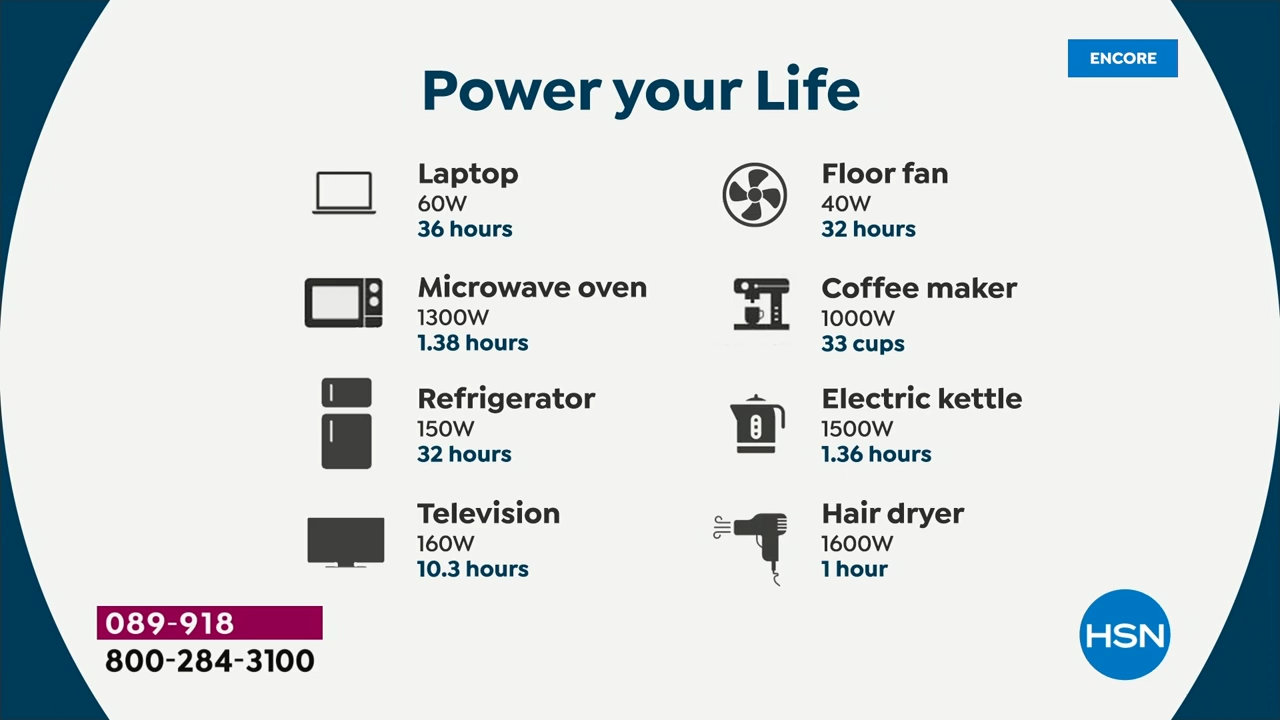 ENCORE
Power your Life
Laptop
60W
36 hours
Floor fan
40W
32 hours
Microwave oven
1300W
1.38 hours
Coffee maker
1000W
33 cups
Refrigerator
150W
32 hours
Electric kettle
1500W
1.36 hours
Television
160W
10.3 hours
Hair dryer
1600W
1 hour
089-918
800-284-3100
HSN